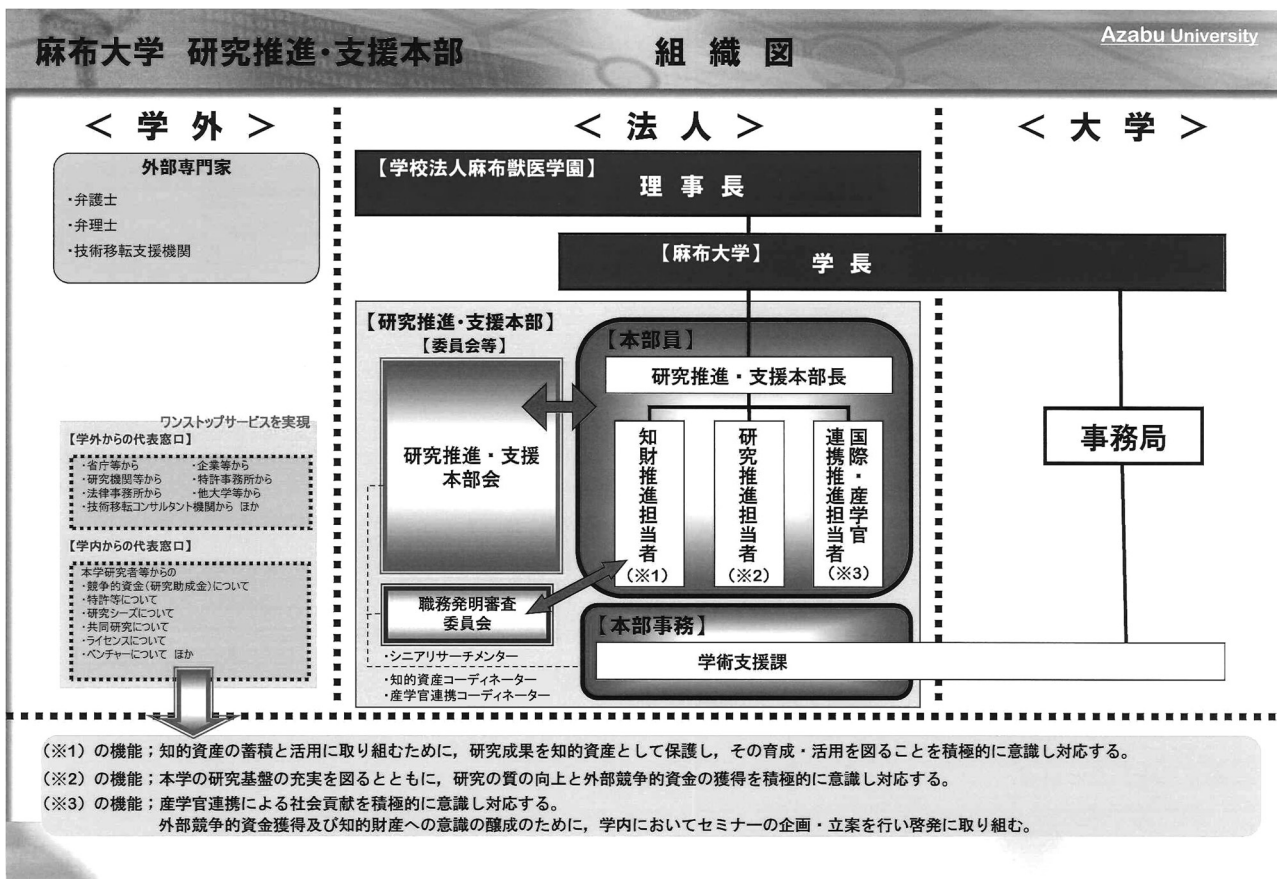 麻布大学 研究推進・支援本部 組織図
Azabu University
＜学外＞
＜法人＞
＜大学＞
外部専門家
・弁護士
・弁理士
・技術移転支援機関
【学校法人麻布獣医学園】
理事長
【麻布大学】 学長
【研究推進・支援本部】
【委員会等】
研究推進・支援
本部会
職務発明審査
委員会
・シニアリサーチメンター
・知的資産コーディネーター
・産学官連携コーディネーター
【本部員】
研究推進・支援本部長
知財推進担当者
（※1）
研究推進担当者
（※2）
国際・産学官
連携推進担当者
（※3）
【本部事務】
学術支援課
事務局
ワンストップサービスを実現
【学外からの代表窓口】
・省庁等から ・企業等から
・研究機関等から ・特許事務所から
・法律事務所から ・他大学等から
・技術移転コンサルタント機関から ほか
【学内からの代表窓口】
本学研究者等からの
・競争的資金（研究助成金）について
・特許等について
・研究シーズについて
・共同研究について
・ライセンスについて
・ベンチャーについて ほか
（※1）の機能；知的資産の蓄積と活用に取り組むために，研究成果を知的資産として保護し，その育成・活用を図ることを積極的に意識し対応する。
（※2）の機能；本学の研究基盤の充実を図るとともに，研究の質の向上と外部競争的資金の獲得を積極的に意識し対応する。
（※3）の機能；産学官連携による社会貢献を積極的に意識し対応する。
外部競争的資金獲得及び知的財産への意識の醸成のために，学内においてセミナーの企画・立案を行い啓発に取り組む。